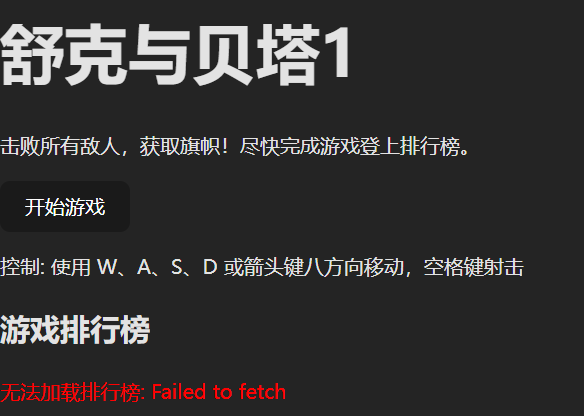 舒克与贝塔1
击败所有敌人，获取旗帜！尽快完成游戏登上排行榜。
开始游戏
控制: 使用 W、A、S、D 或箭头键八方向移动，空格键射击
游戏排行榜
无法加载排行榜: Failed to fetch